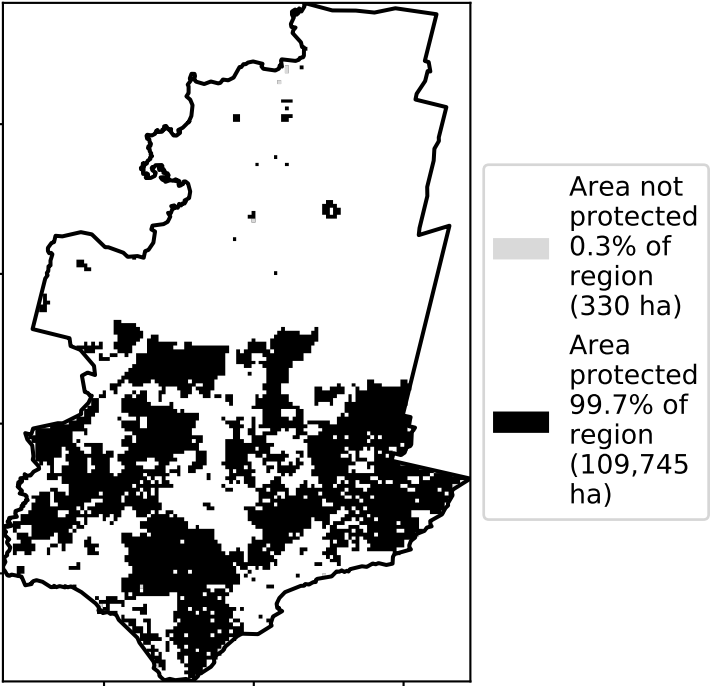 Area not
protected
0.3% of
region
(330 ha)
Area
protected
99.7% of
region
(109,745
ha)